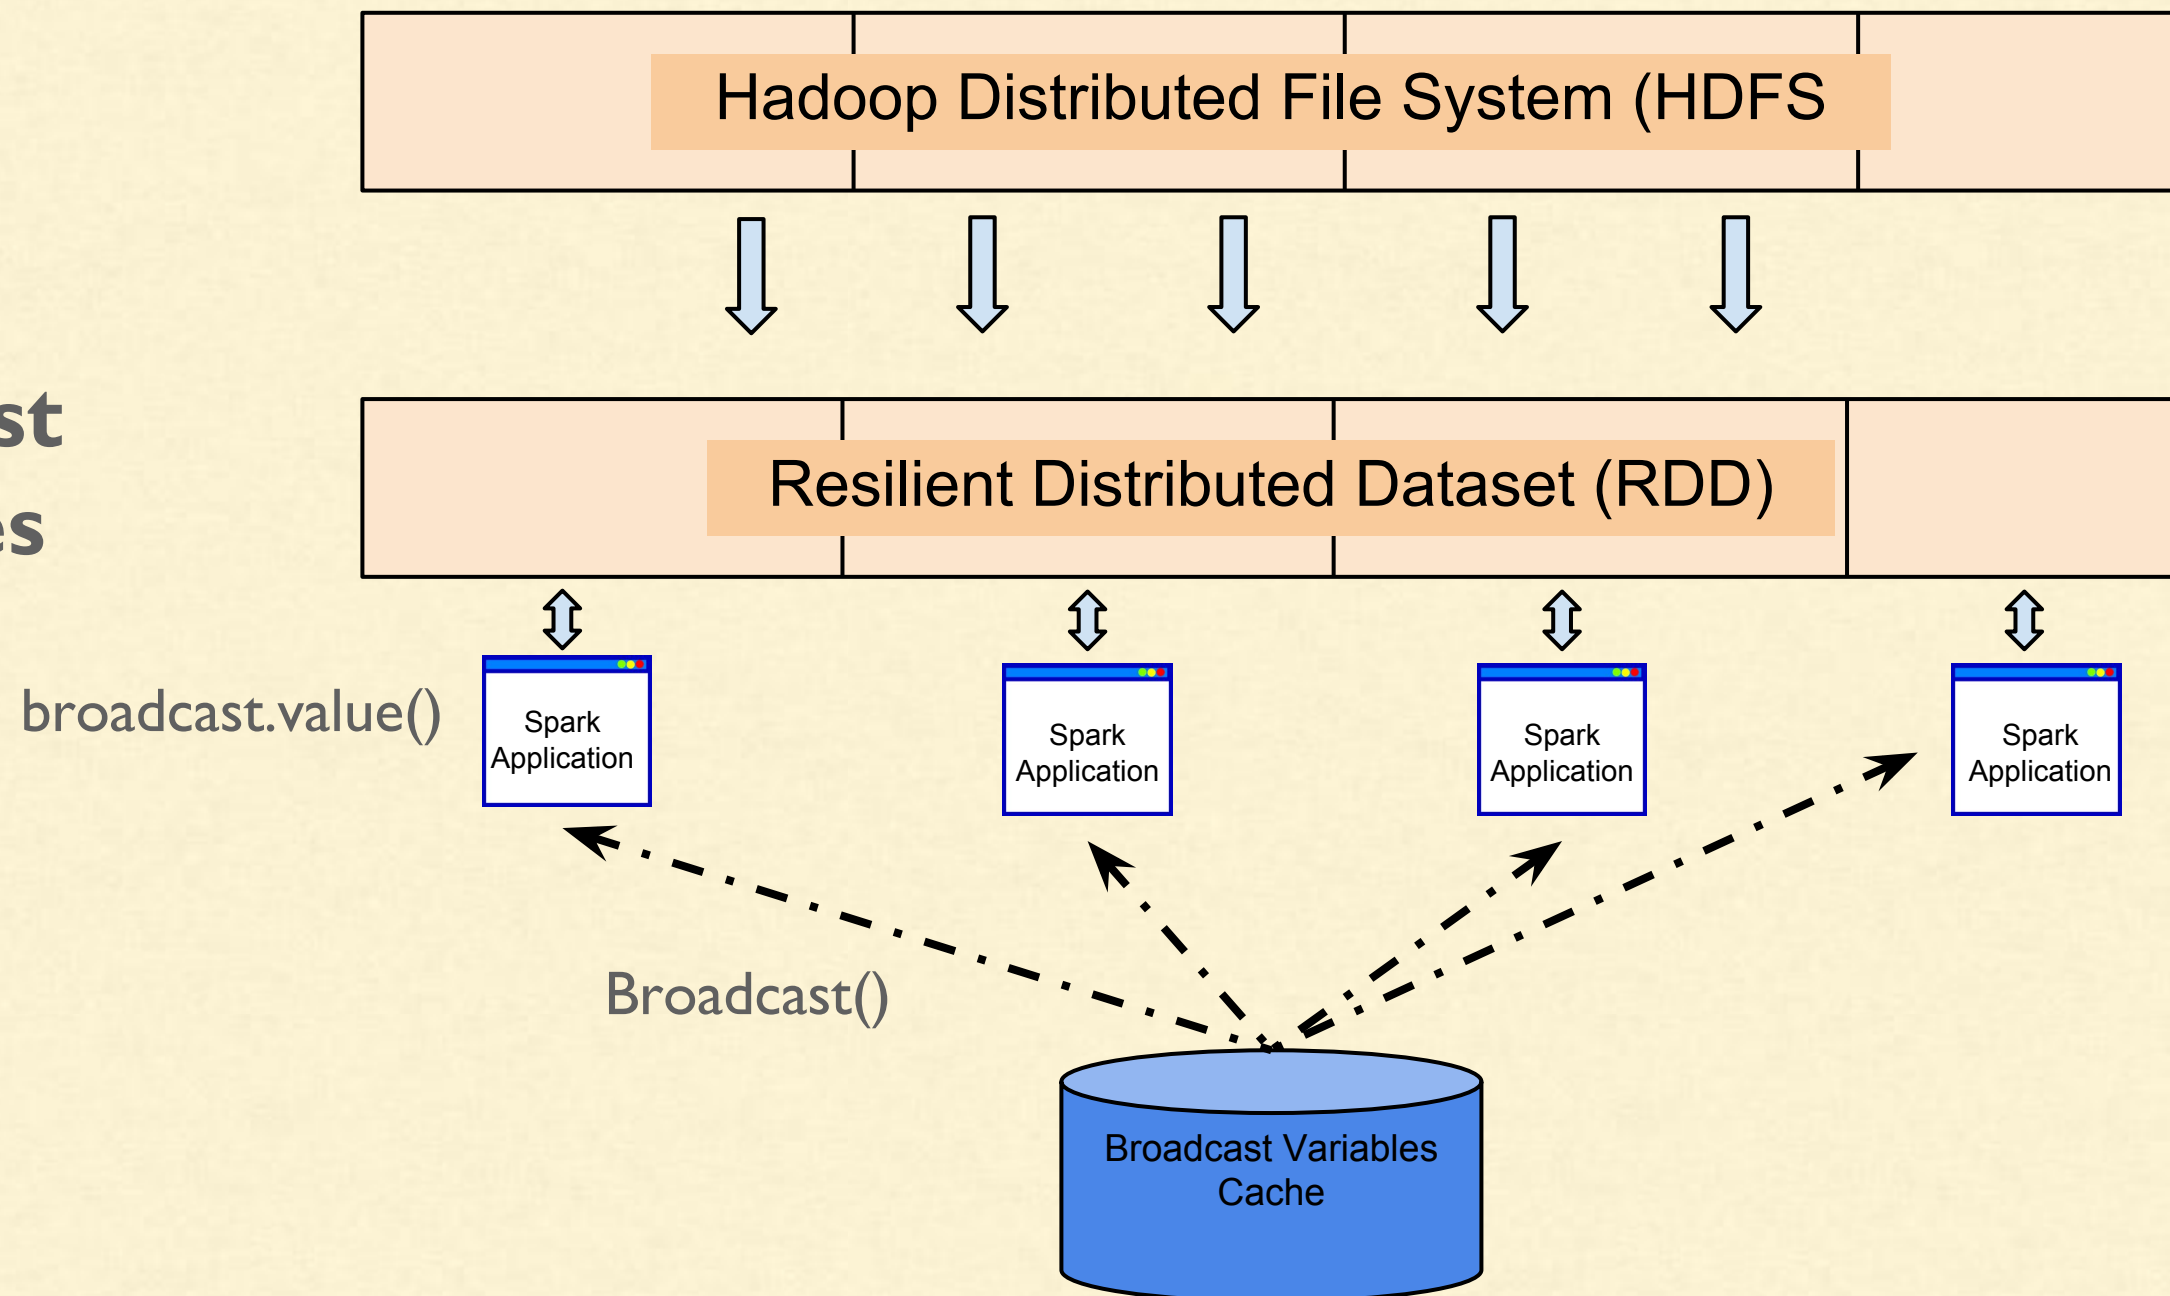 Hadoop Distributed File System (HDFS
st
es
Resilient Distributed Dataset (RDD)
broadcast.value()
Spark
Application
Spark
Application
Spark
Application
Spark
Application
Broadcast()
Broadcast Variables
Cache